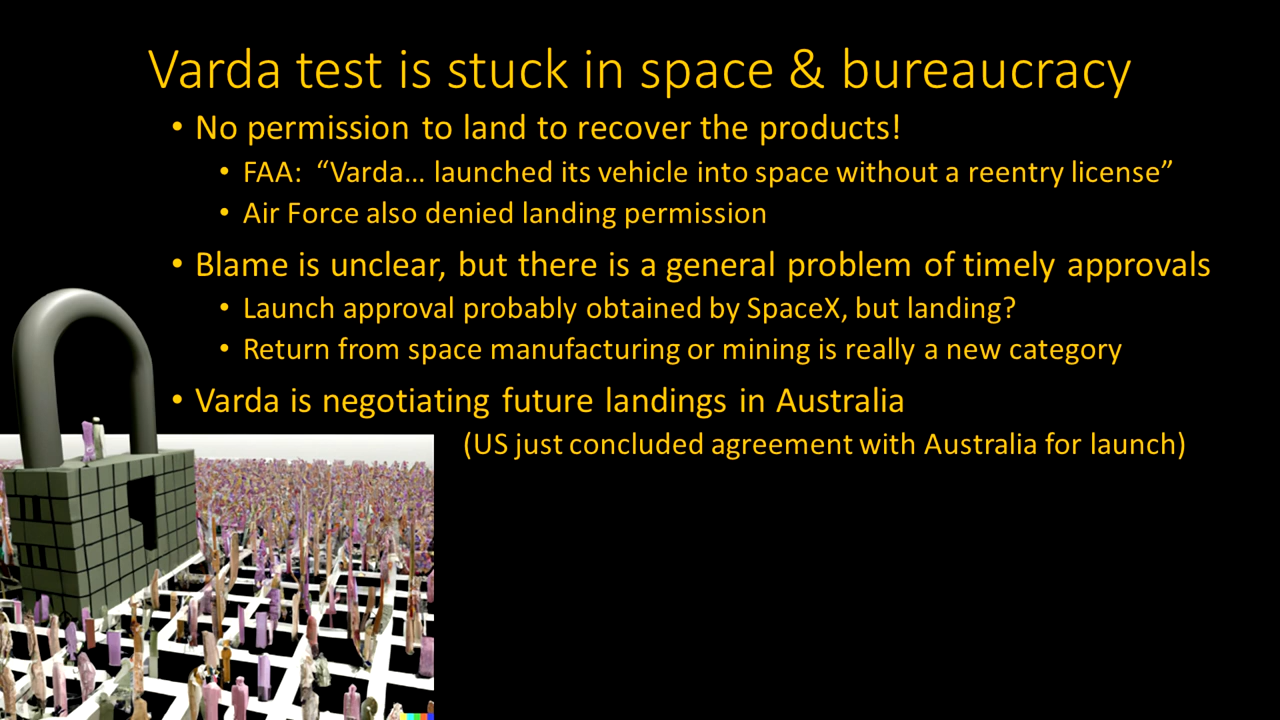 Varda test is stuck in space & bureaucracy
• No permission to land to recover the products!
• FAA:  “Varda… launched its vehicle into space without a reentry license”
• Air Force also denied landing permission
• Blame is unclear, but there is a general problem of timely approvals
• Launch approval probably obtained by SpaceX, but landing?
• Return from space manufacturing or mining is really a new category
• Varda is negotiating future landings in Australia
(US just concluded agreement with Australia for launch)